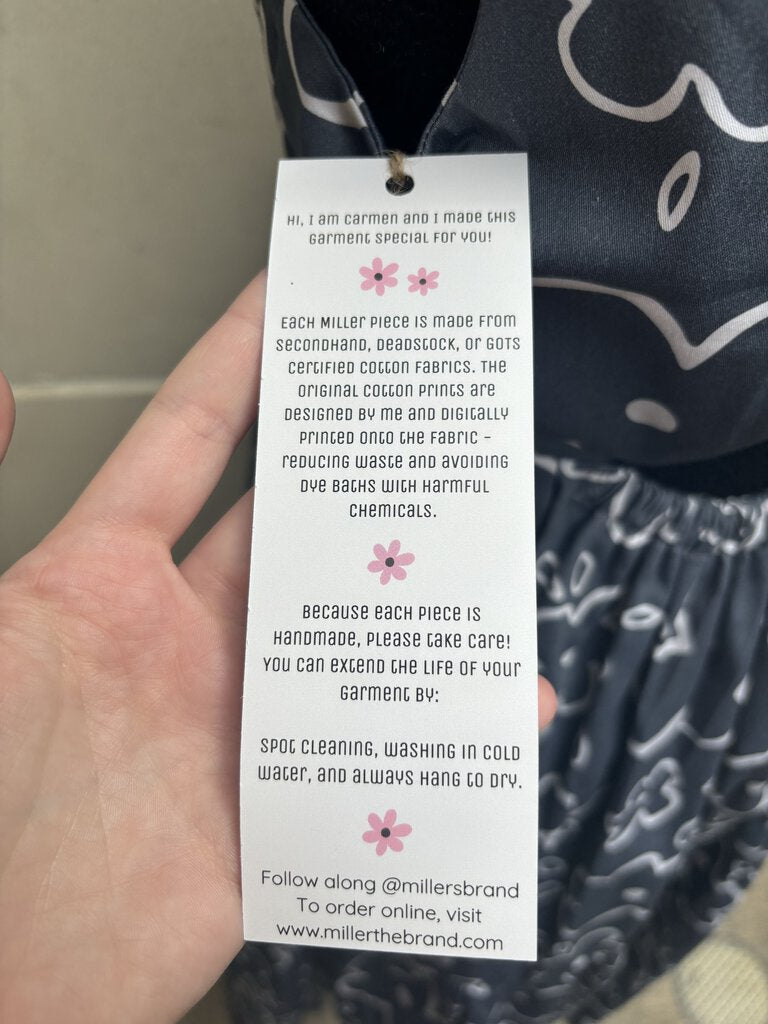 Hi, I am Carmen and I made this
garment special for you!
Each Miller piece is made from
secondhand, deadstock, or GOTS
certified cotton fabrics. The
original cotton prints are
designed by me and digitally
printed onto the fabric -
reducing waste and avoiding
dye baths with harmful
chemicals.
Because each piece is
handmade, please take care!
You can extend the life of your
garment by:
Spot cleaning, washing in cold
water, and always hang to dry.
Follow along @millersbrand
To order online, visit
www.millerthebrand.com